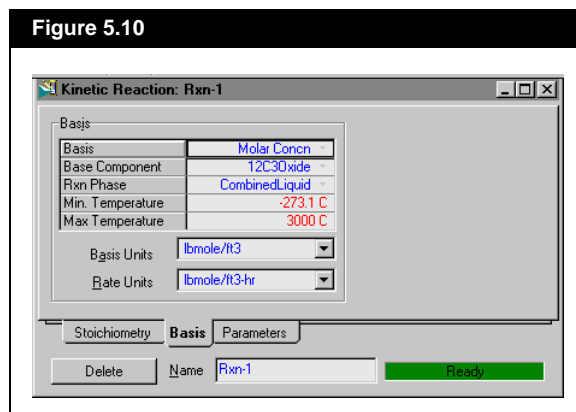 Figure 5.10
Kinetic Reaction: Rxn-1
Basis
Basis Molar Concn
Base Component 12C3Oxide
Rxn Phase CombinedLiquid
Min. Temperature -273.1 C
Max Temperature 3000 C
Basis Units lbmole/ft3
Rate Units lbmole/ft3-hr
Stoichiometry Basis Parameters
Delete Name Rxn-1 Ready